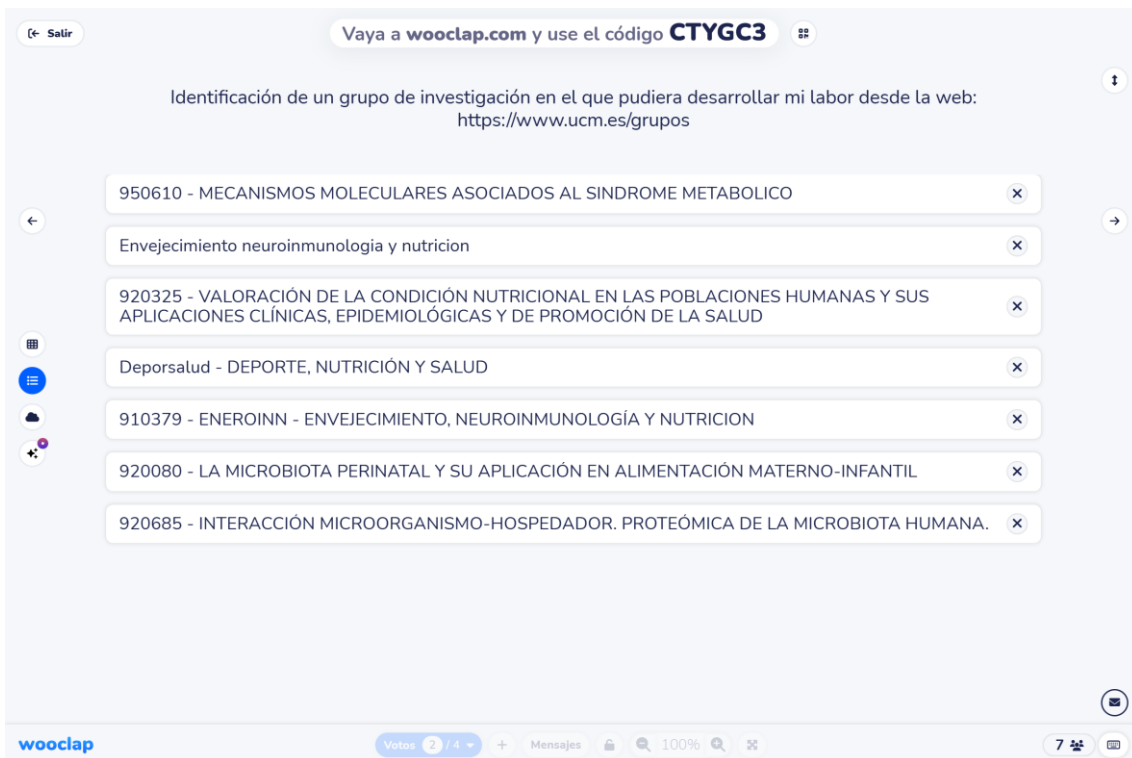 Salir
Vaya a wooclap.com y use el código CTYGC3
Identificación de un grupo de investigación en el que pudiera desarrollar mi labor desde la web:
https://www.ucm.es/grupos
950610 - MECANISMOS MOLECULARES ASOCIADOS AL SINDROME METABOLICO
Envejecimiento neuroinmunologia y nutricion
920325 - VALORACIÓN DE LA CONDICIÓN NUTRICIONAL EN LAS POBLACIONES HUMANAS Y SUS
APLICACIONES CLÍNICAS, EPIDEMIOLÓGICAS Y DE PROMOCIÓN DE LA SALUD
Deporsalud - DEPORTE, NUTRICIÓN Y SALUD
910379 - ENEROINN - ENVEJECIMIENTO, NEUROINMUNOLOGÍA Y NUTRICION
920080 - LA MICROBIOTA PERINATAL Y SU APLICACIÓN EN ALIMENTACIÓN MATERNO-INFANTIL
920685 - INTERACCIÓN MICROORGANISMO-HOSPEDADOR. PROTEÓMICA DE LA MICROBIOTA HUMANA.
wooclap
Votos 2 / 4
+ Mensajes
100%
7